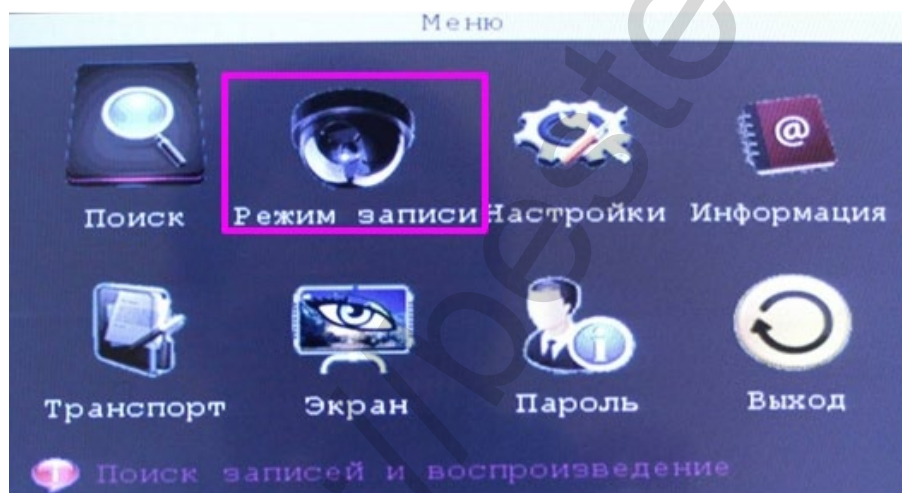 Меню
Поиск Режим записи Настройки Информация
Транспорт Экран Пароль Выход
Поиск записей и воспроизведение